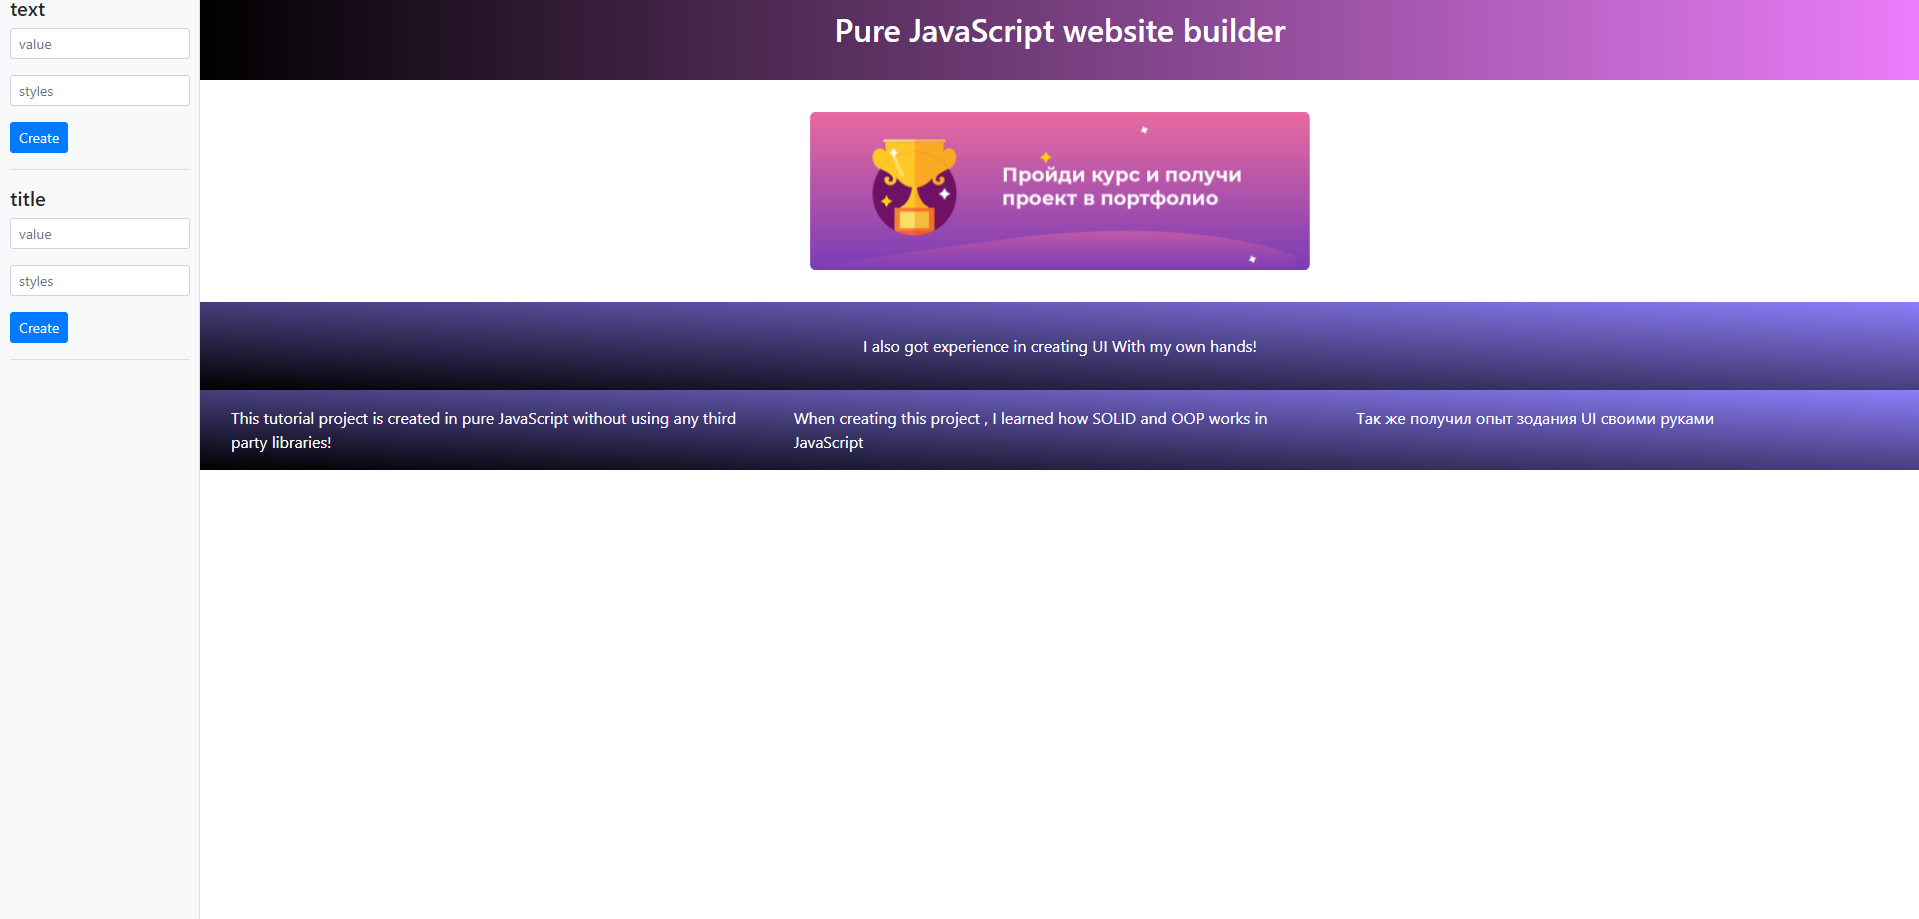 text
value
styles
Create
title
value
styles
Create
Pure JavaScript website builder
Пройди курс и получи
проект в портфолио
I also got experience in creating UI With my own hands!
This tutorial project is created in pure JavaScript without using any third
party libraries!
When creating this project , I learned how SOLID and OOP works in
JavaScript
Так же получил опыт зодания UI своими руками